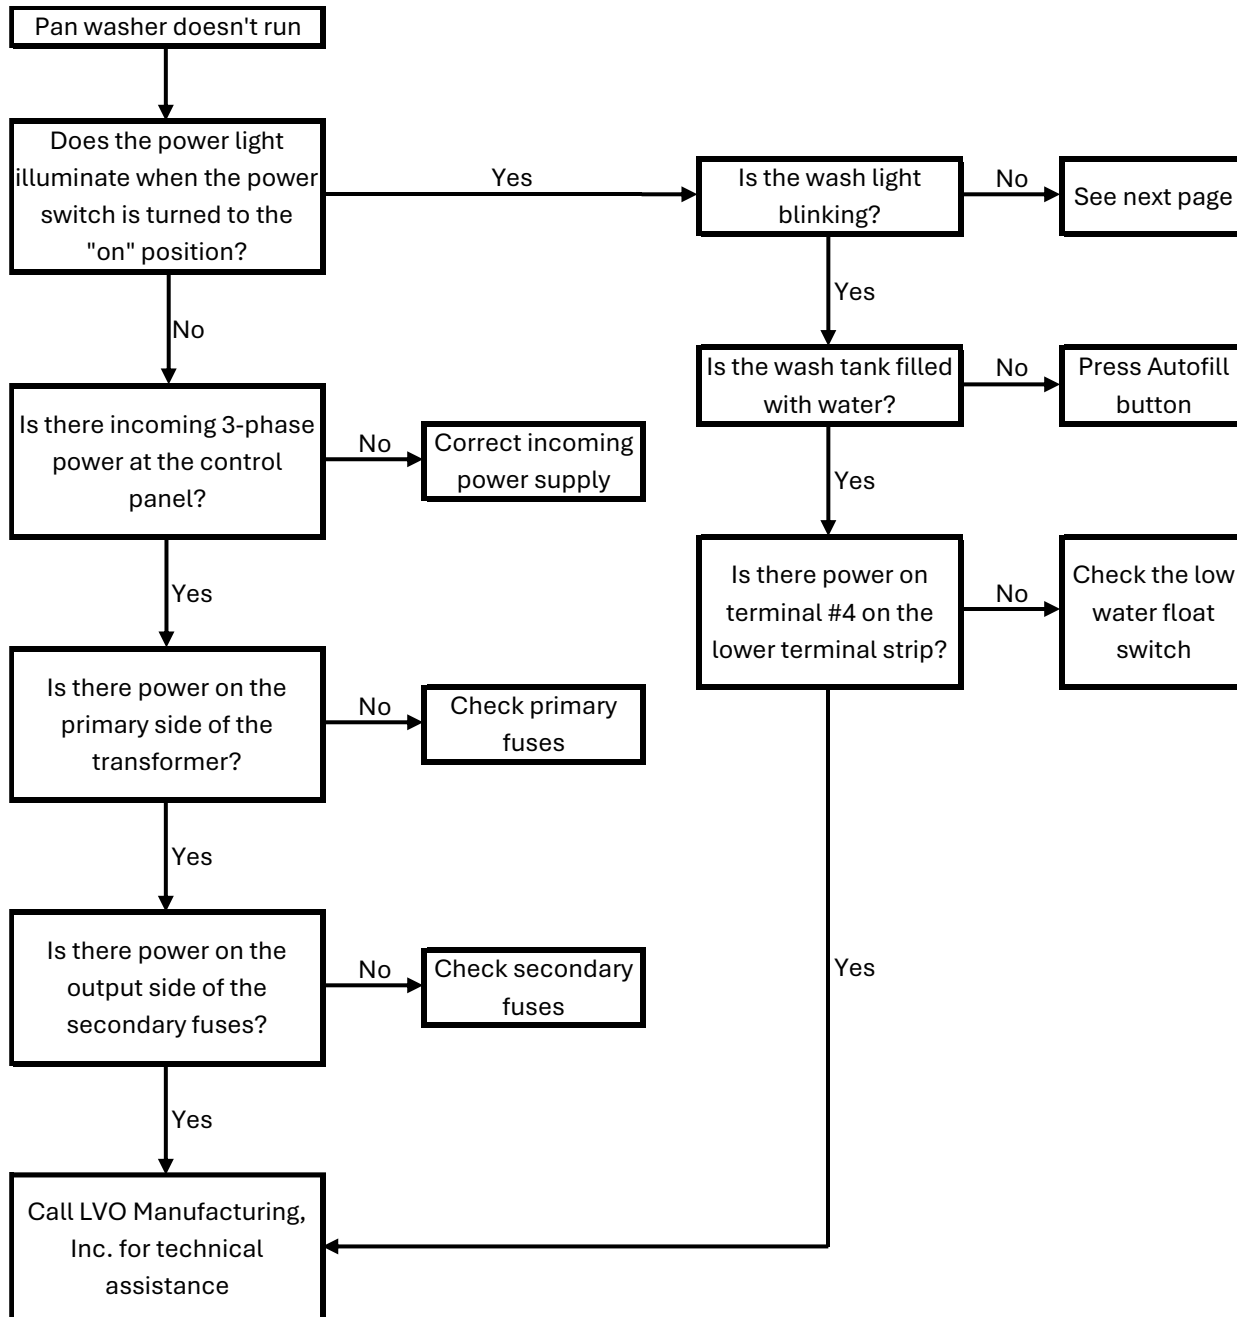 Pan washer doesn't run
Does the power light
illuminate when the power
switch is turned to the
"on" position?
Yes
Is the wash light
blinking?
No
See next page
No
Yes
Is there incoming 3-phase
power at the control
panel?
No
Correct incoming
power supply
Is the wash tank filled
with water?
No
Press Autofill
button
Yes
Yes
Is there power on the
primary side of the
transformer?
No
Check primary
fuses
Is there power on
terminal #4 on the
lower terminal strip?
No
Check the low
water float
switch
Yes
Is there power on the
output side of the
secondary fuses?
No
Check secondary
fuses
Yes
Yes
Call LVO Manufacturing,
Inc. for technical
assistance